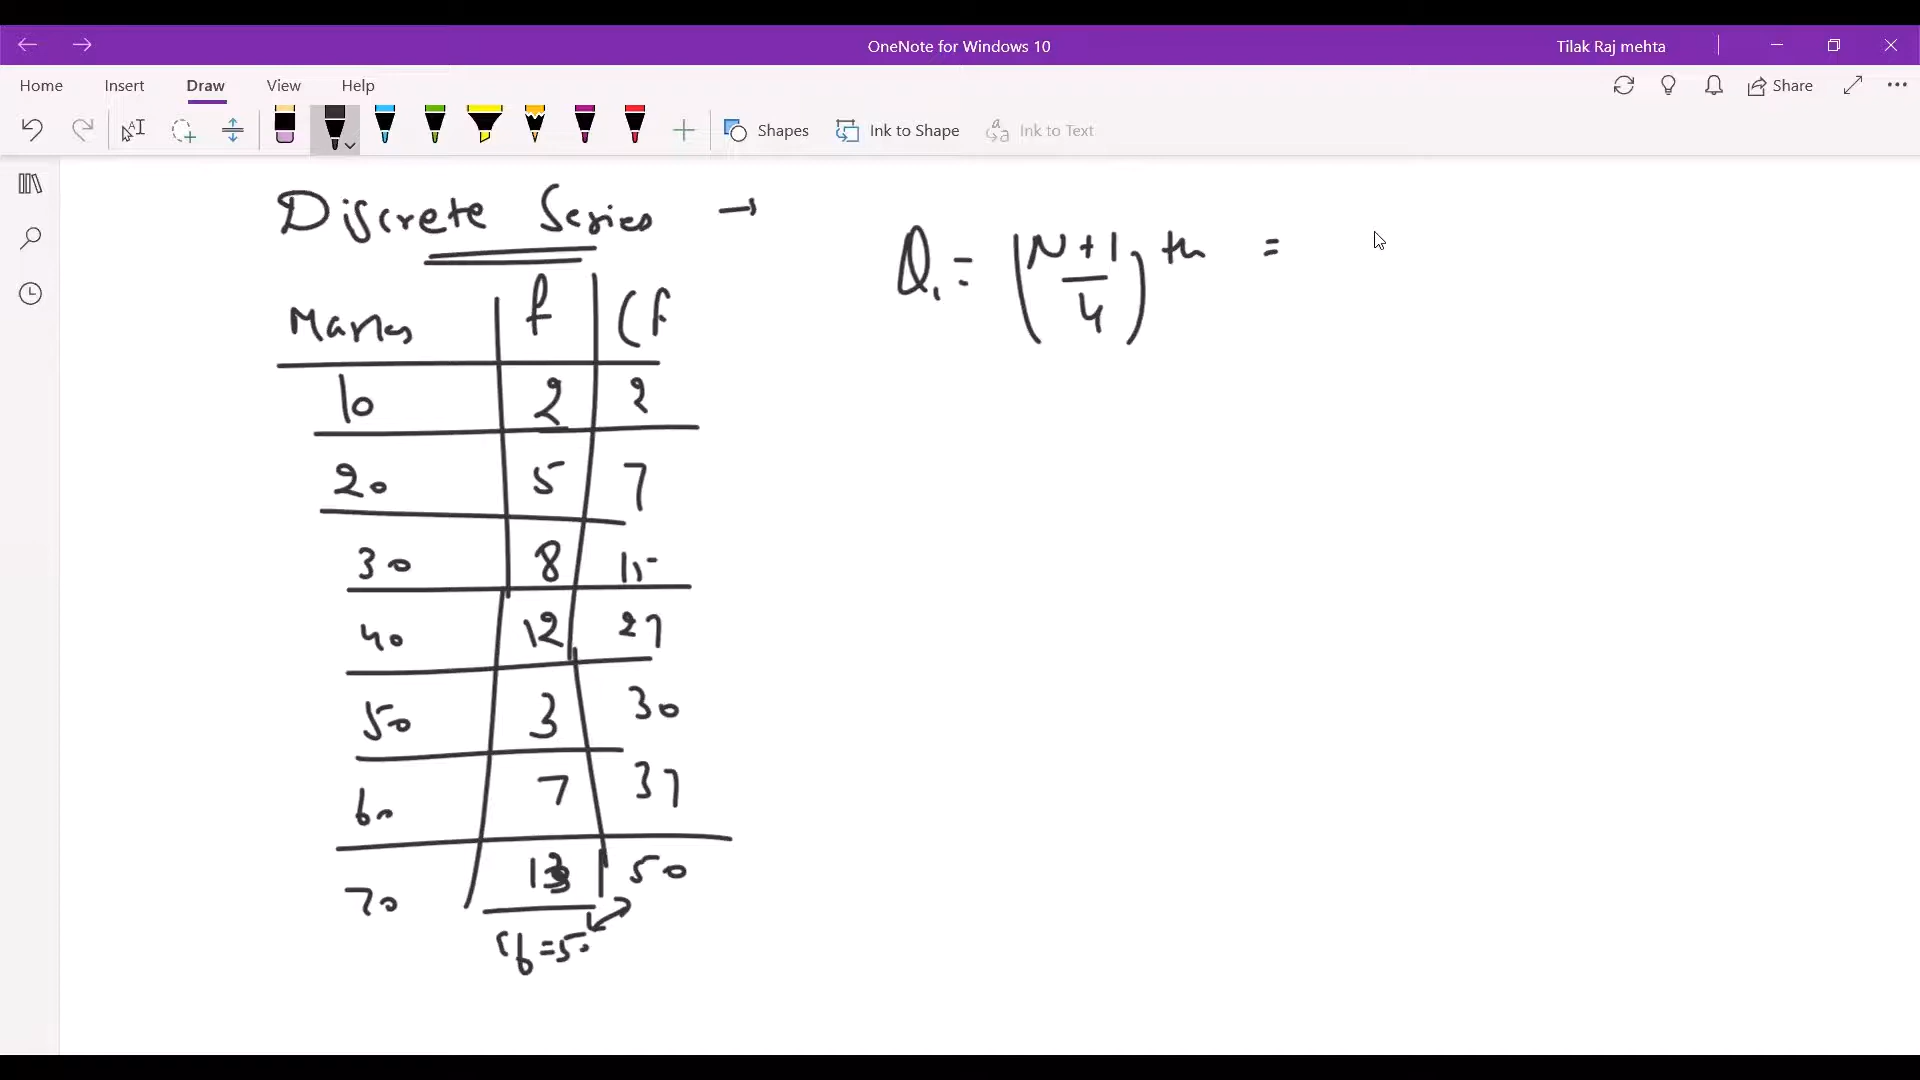 OneNote for Windows 10
Tilak Raj mehta
Home Insert Draw View Help
Share
Shapes Ink to Shape Ink to Text
Discrete Series →
Q₁ = (N+1/4)th =
Marks f Cf
10 2 2
20 5 7
30 8 15
40 12 27
50 3 30
60 7 37
70 13 50
Σf = 50